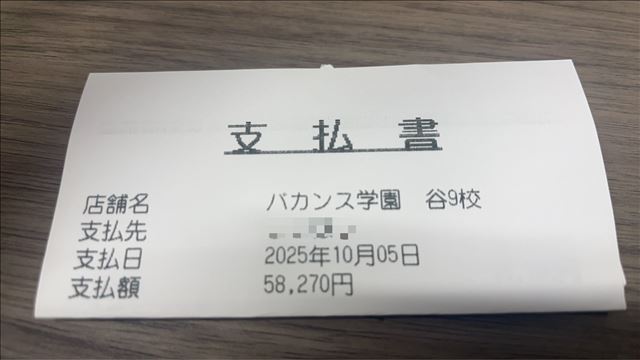 支払書
店舗名 バカンス学園 谷9校
支払先
支払日 2025年10月05日
支払額 58,270円